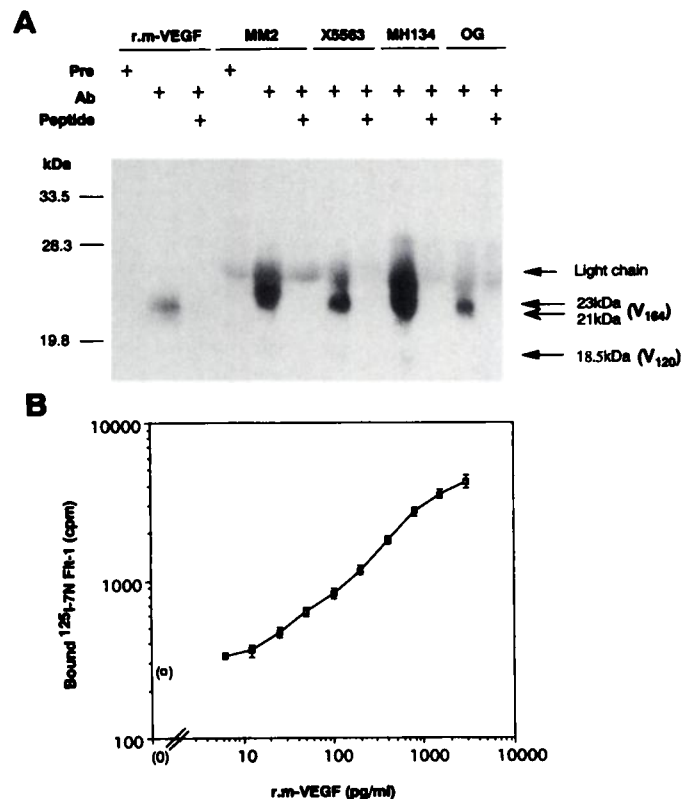 A
r.m-VEGF MM2 X5563 MH134 OG
Pre + +
Ab + + + + + + + + + +
Peptide + + + + +
kDa
33.5
28.3
19.8
Light chain
23kDa
21kDa (V164)
18.5kDa (V120)
B
10000
1000
100
Bound 125I-7N Flt-1 (cpm)
(0) 10 100 1000 10000
r.m-VEGF (pg/ml)